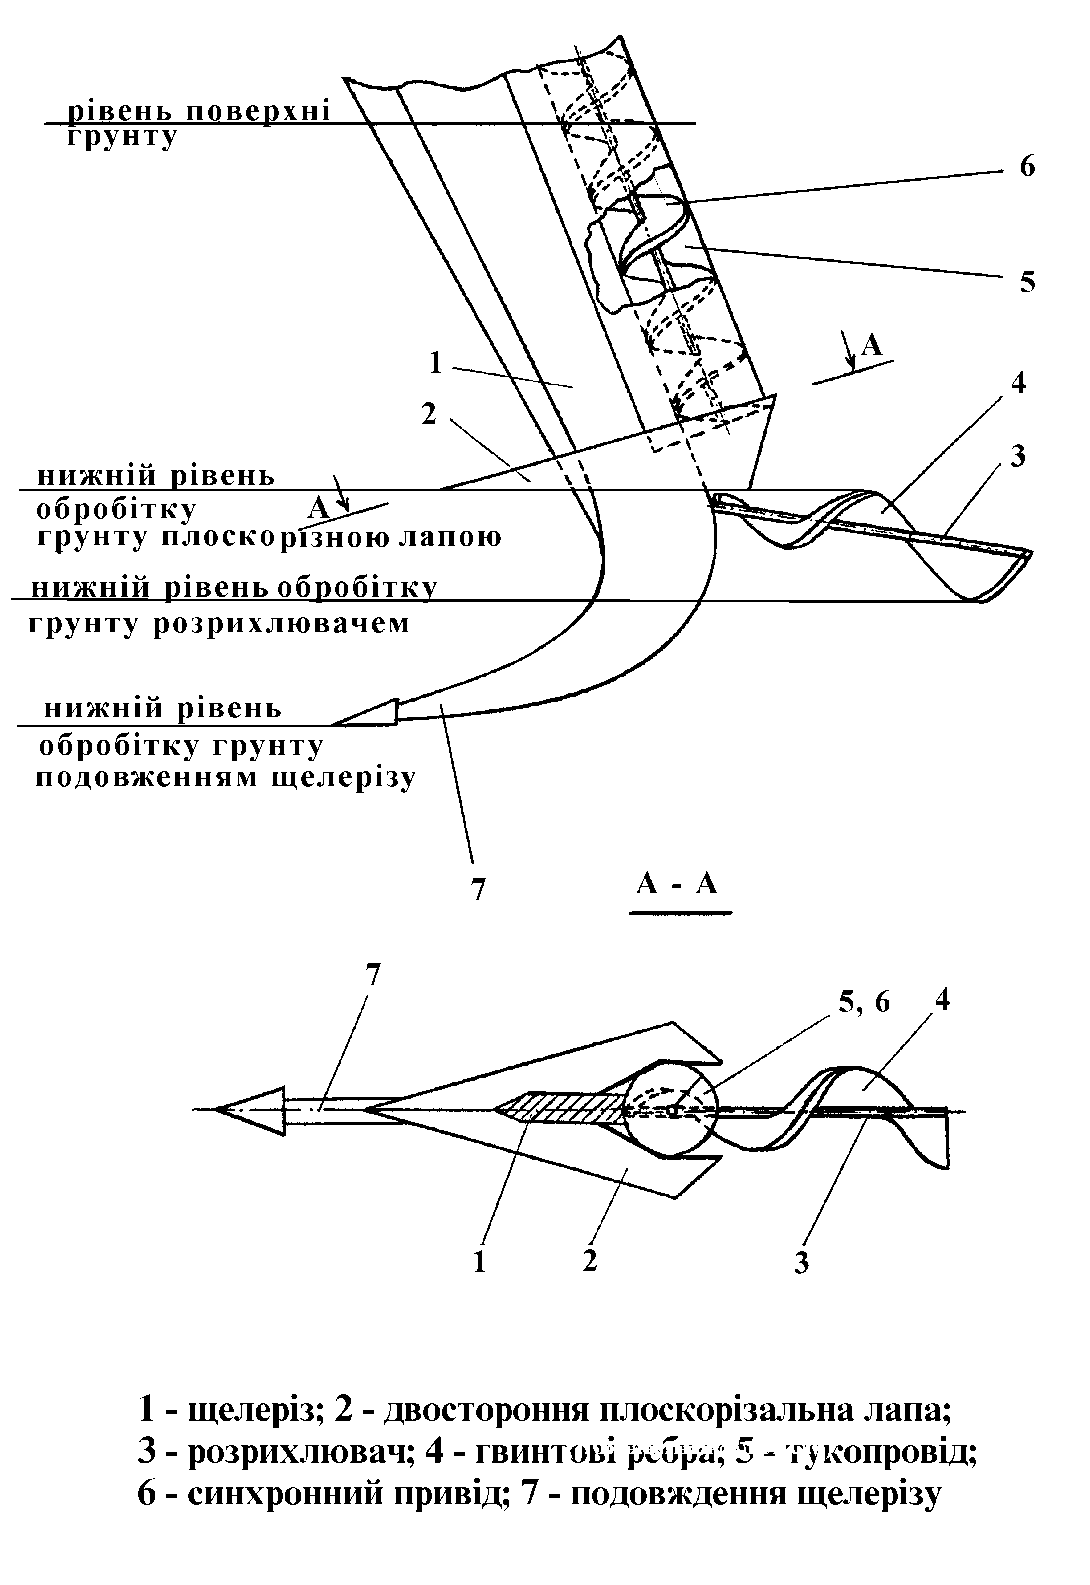 рівень поверхні
грунту
6
5
1
А
2
4
3
нижній рівень
обробітку
А
грунту плоскорізною лапою
нижній рівень обробітку
грунту розрихлювачем
нижній рівень
обробітку грунту
подовженням щелерізу
7
А - А
7
5, 6
4
1
2
3
1 - щелеріз; 2 - двостороння плоскорізальна лапа;
3 - розрихлювач; 4 - гвинтові ребра; 5 - тукопровід;
6 - синхронний привід; 7 - подовждення щелерізу